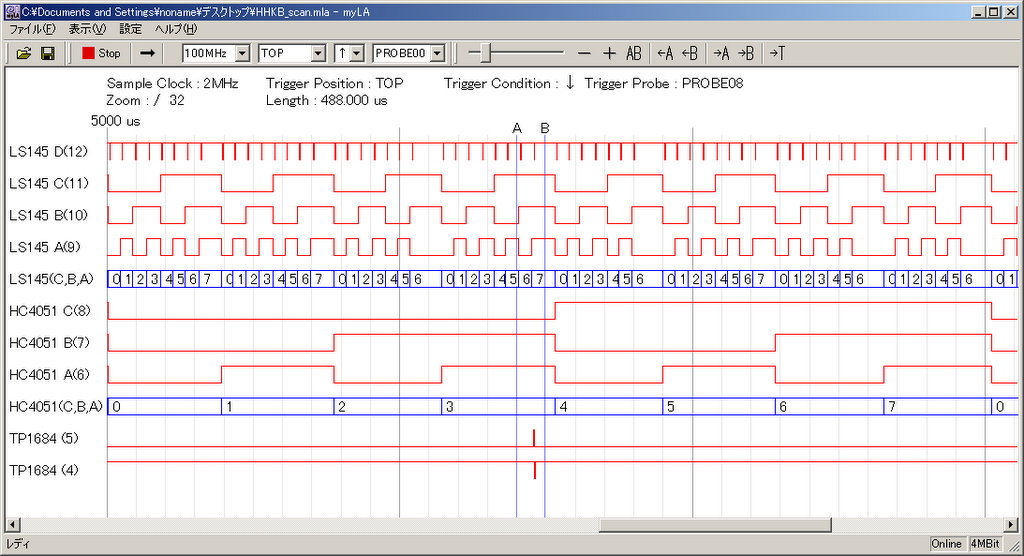 C:¥Documents and Settings¥noname¥デスクトップ¥HHKB_scan.mla - myLA
ファイル(F) 表示(V) 設定 ヘルプ(H)
Stop 100MHz TOP ↑ PROBE00 − + AB ←A ←B →A →B →T
Sample Clock : 2MHz Trigger Position : TOP Trigger Condition : ↓ Trigger Probe : PROBE08
Zoom : / 32 Length : 488.000 us
5000 us
A B
LS145 D(12)
LS145 C(11)
LS145 B(10)
LS145 A(9)
LS145(C,B,A) 0 1 2 3 4 5 6 7 0 1 2 3 4 5 6 7 0 1 2 3 4 5 6 0 1 2 3 4 5 6 7 0 1 2 3 4 5 6 0 1 2 3 4 5 6 0 1 2 3 4 5 6 0 1 2 3 4 5 6 0 1
HC4051 C(8)
HC4051 B(7)
HC4051 A(6)
HC4051(C,B,A) 0 1 2 3 4 5 6 7 0
TP1684 (5)
TP1684 (4)
レディ Online 4MBit